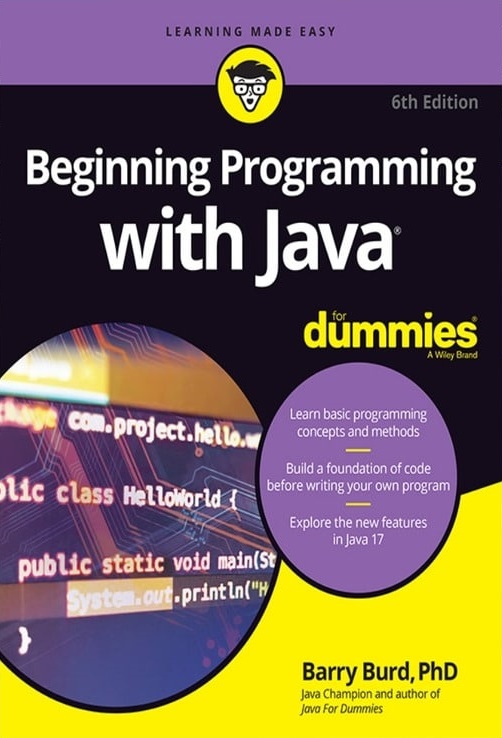 LEARNING MADE EASY
6th Edition
Beginning Programming
with Java®
for
dummies®
A Wiley Brand
Learn basic programming
concepts and methods
Build a foundation of code
before writing your own program
Explore the new features
in Java 17
com.project.hello.w
class HelloWorld {
public static void main(St
System.out.println("H
}
Barry Burd, PhD
Java Champion and author of
Java For Dummies